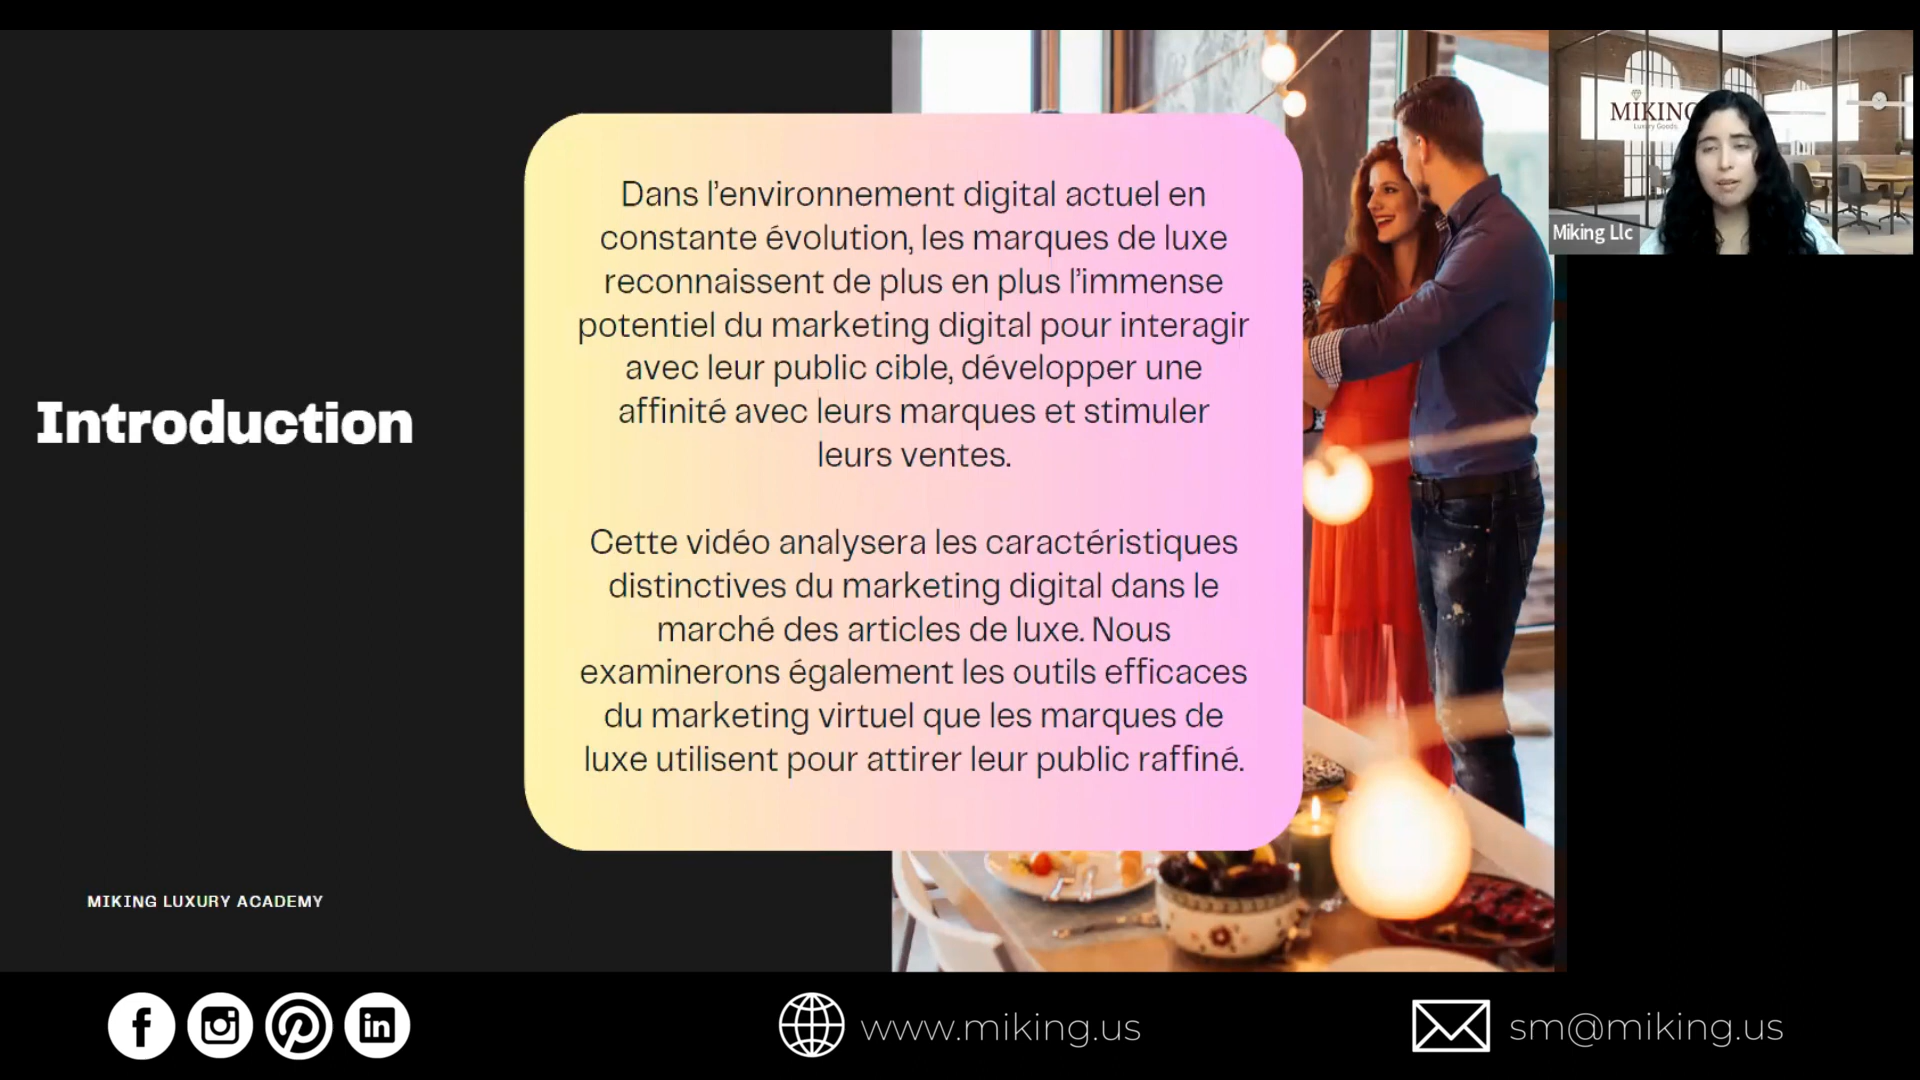 Introduction
Dans l’environnement digital actuel en
constante évolution, les marques de luxe
reconnaissent de plus en plus l’immense
potentiel du marketing digital pour interagir
avec leur public cible, développer une
affinité avec leurs marques et stimuler
leurs ventes.
Cette vidéo analysera les caractéristiques
distinctives du marketing digital dans le
marché des articles de luxe. Nous
examinerons également les outils efficaces
du marketing virtuel que les marques de
luxe utilisent pour attirer leur public raffiné.
MIKING LUXURY ACADEMY
MIKING
Luxury Goods
Miking Llc
www.miking.us
sm@miking.us